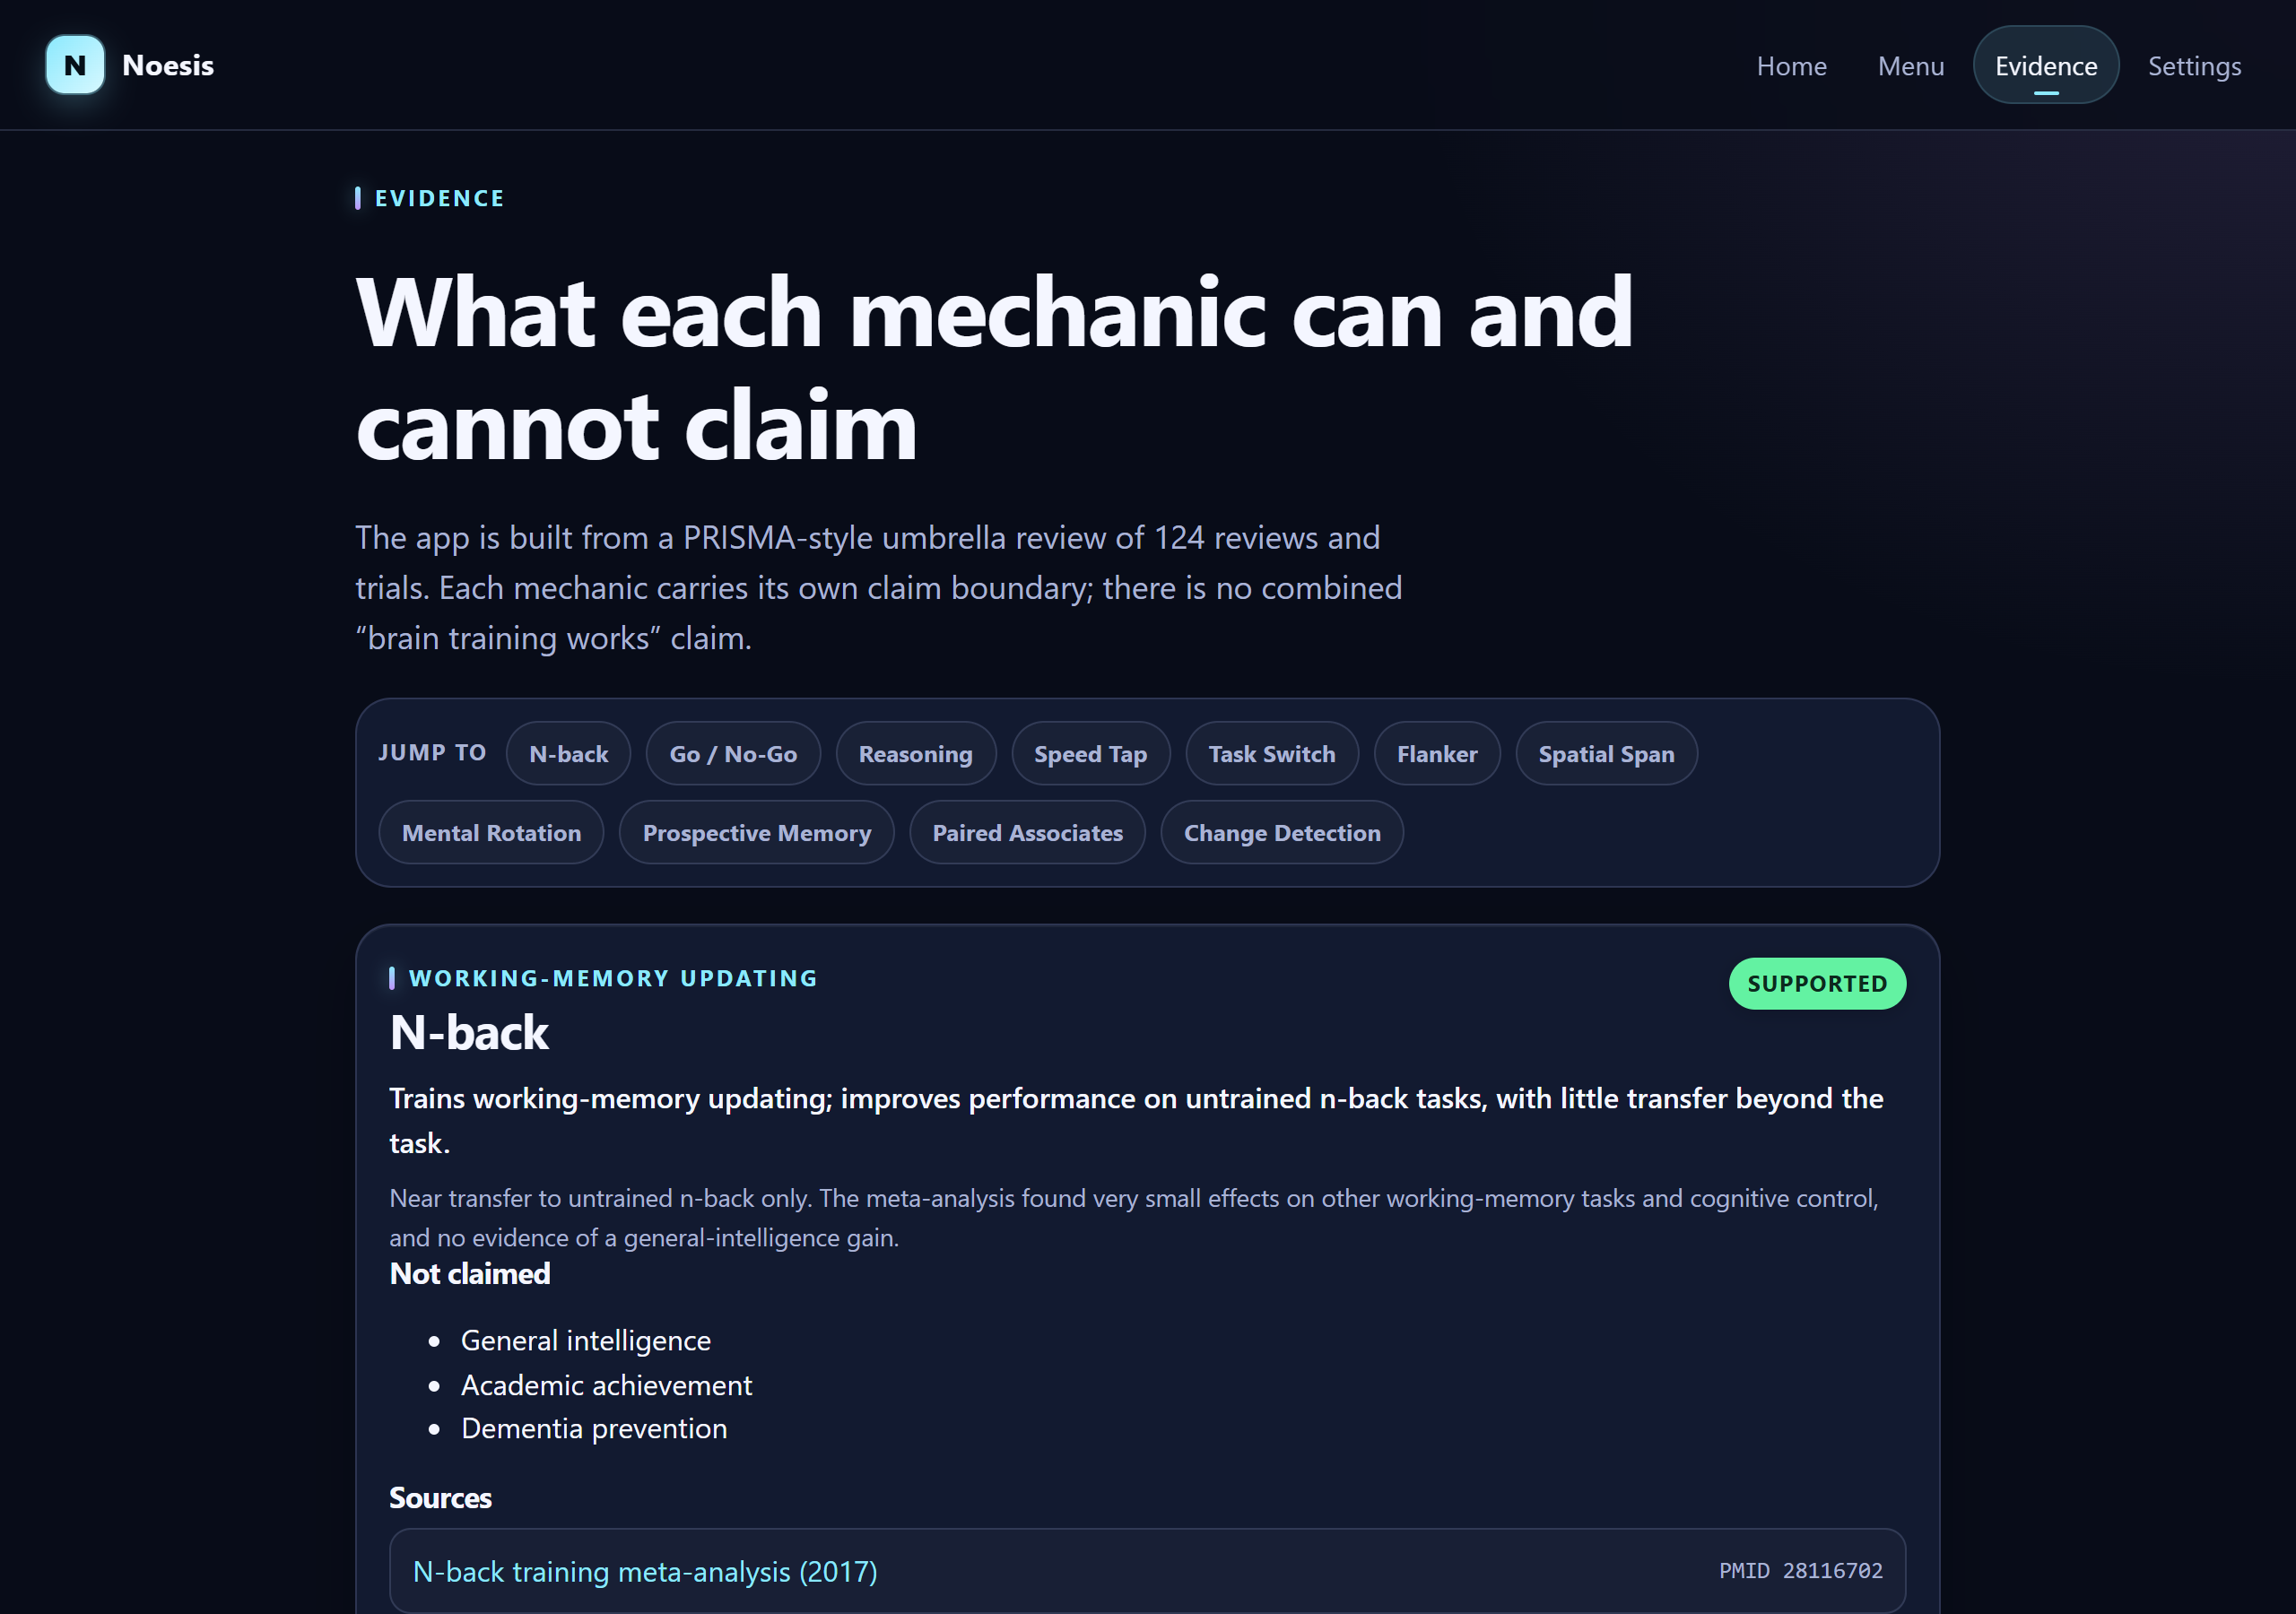 N Noesis
Home Menu Evidence Settings
EVIDENCE
What each mechanic can and
cannot claim
The app is built from a PRISMA-style umbrella review of 124 reviews and
trials. Each mechanic carries its own claim boundary; there is no combined
“brain training works” claim.
JUMP TO N-back Go / No-Go Reasoning Speed Tap Task Switch Flanker Spatial Span
Mental Rotation Prospective Memory Paired Associates Change Detection
WORKING-MEMORY UPDATING SUPPORTED
N-back
Trains working-memory updating; improves performance on untrained n-back tasks, with little transfer beyond the
task.
Near transfer to untrained n-back only. The meta-analysis found very small effects on other working-memory tasks and cognitive control,
and no evidence of a general-intelligence gain.
Not claimed
• General intelligence
• Academic achievement
• Dementia prevention
Sources
N-back training meta-analysis (2017) PMID 28116702